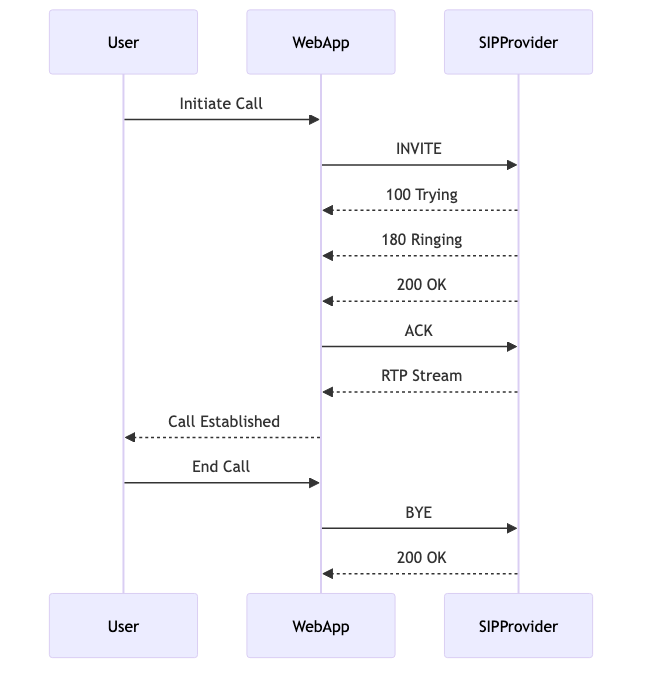 User WebApp SIPProvider
Initiate Call
INVITE
100 Trying
180 Ringing
200 OK
ACK
RTP Stream
Call Established
End Call
BYE
200 OK
User WebApp SIPProvider